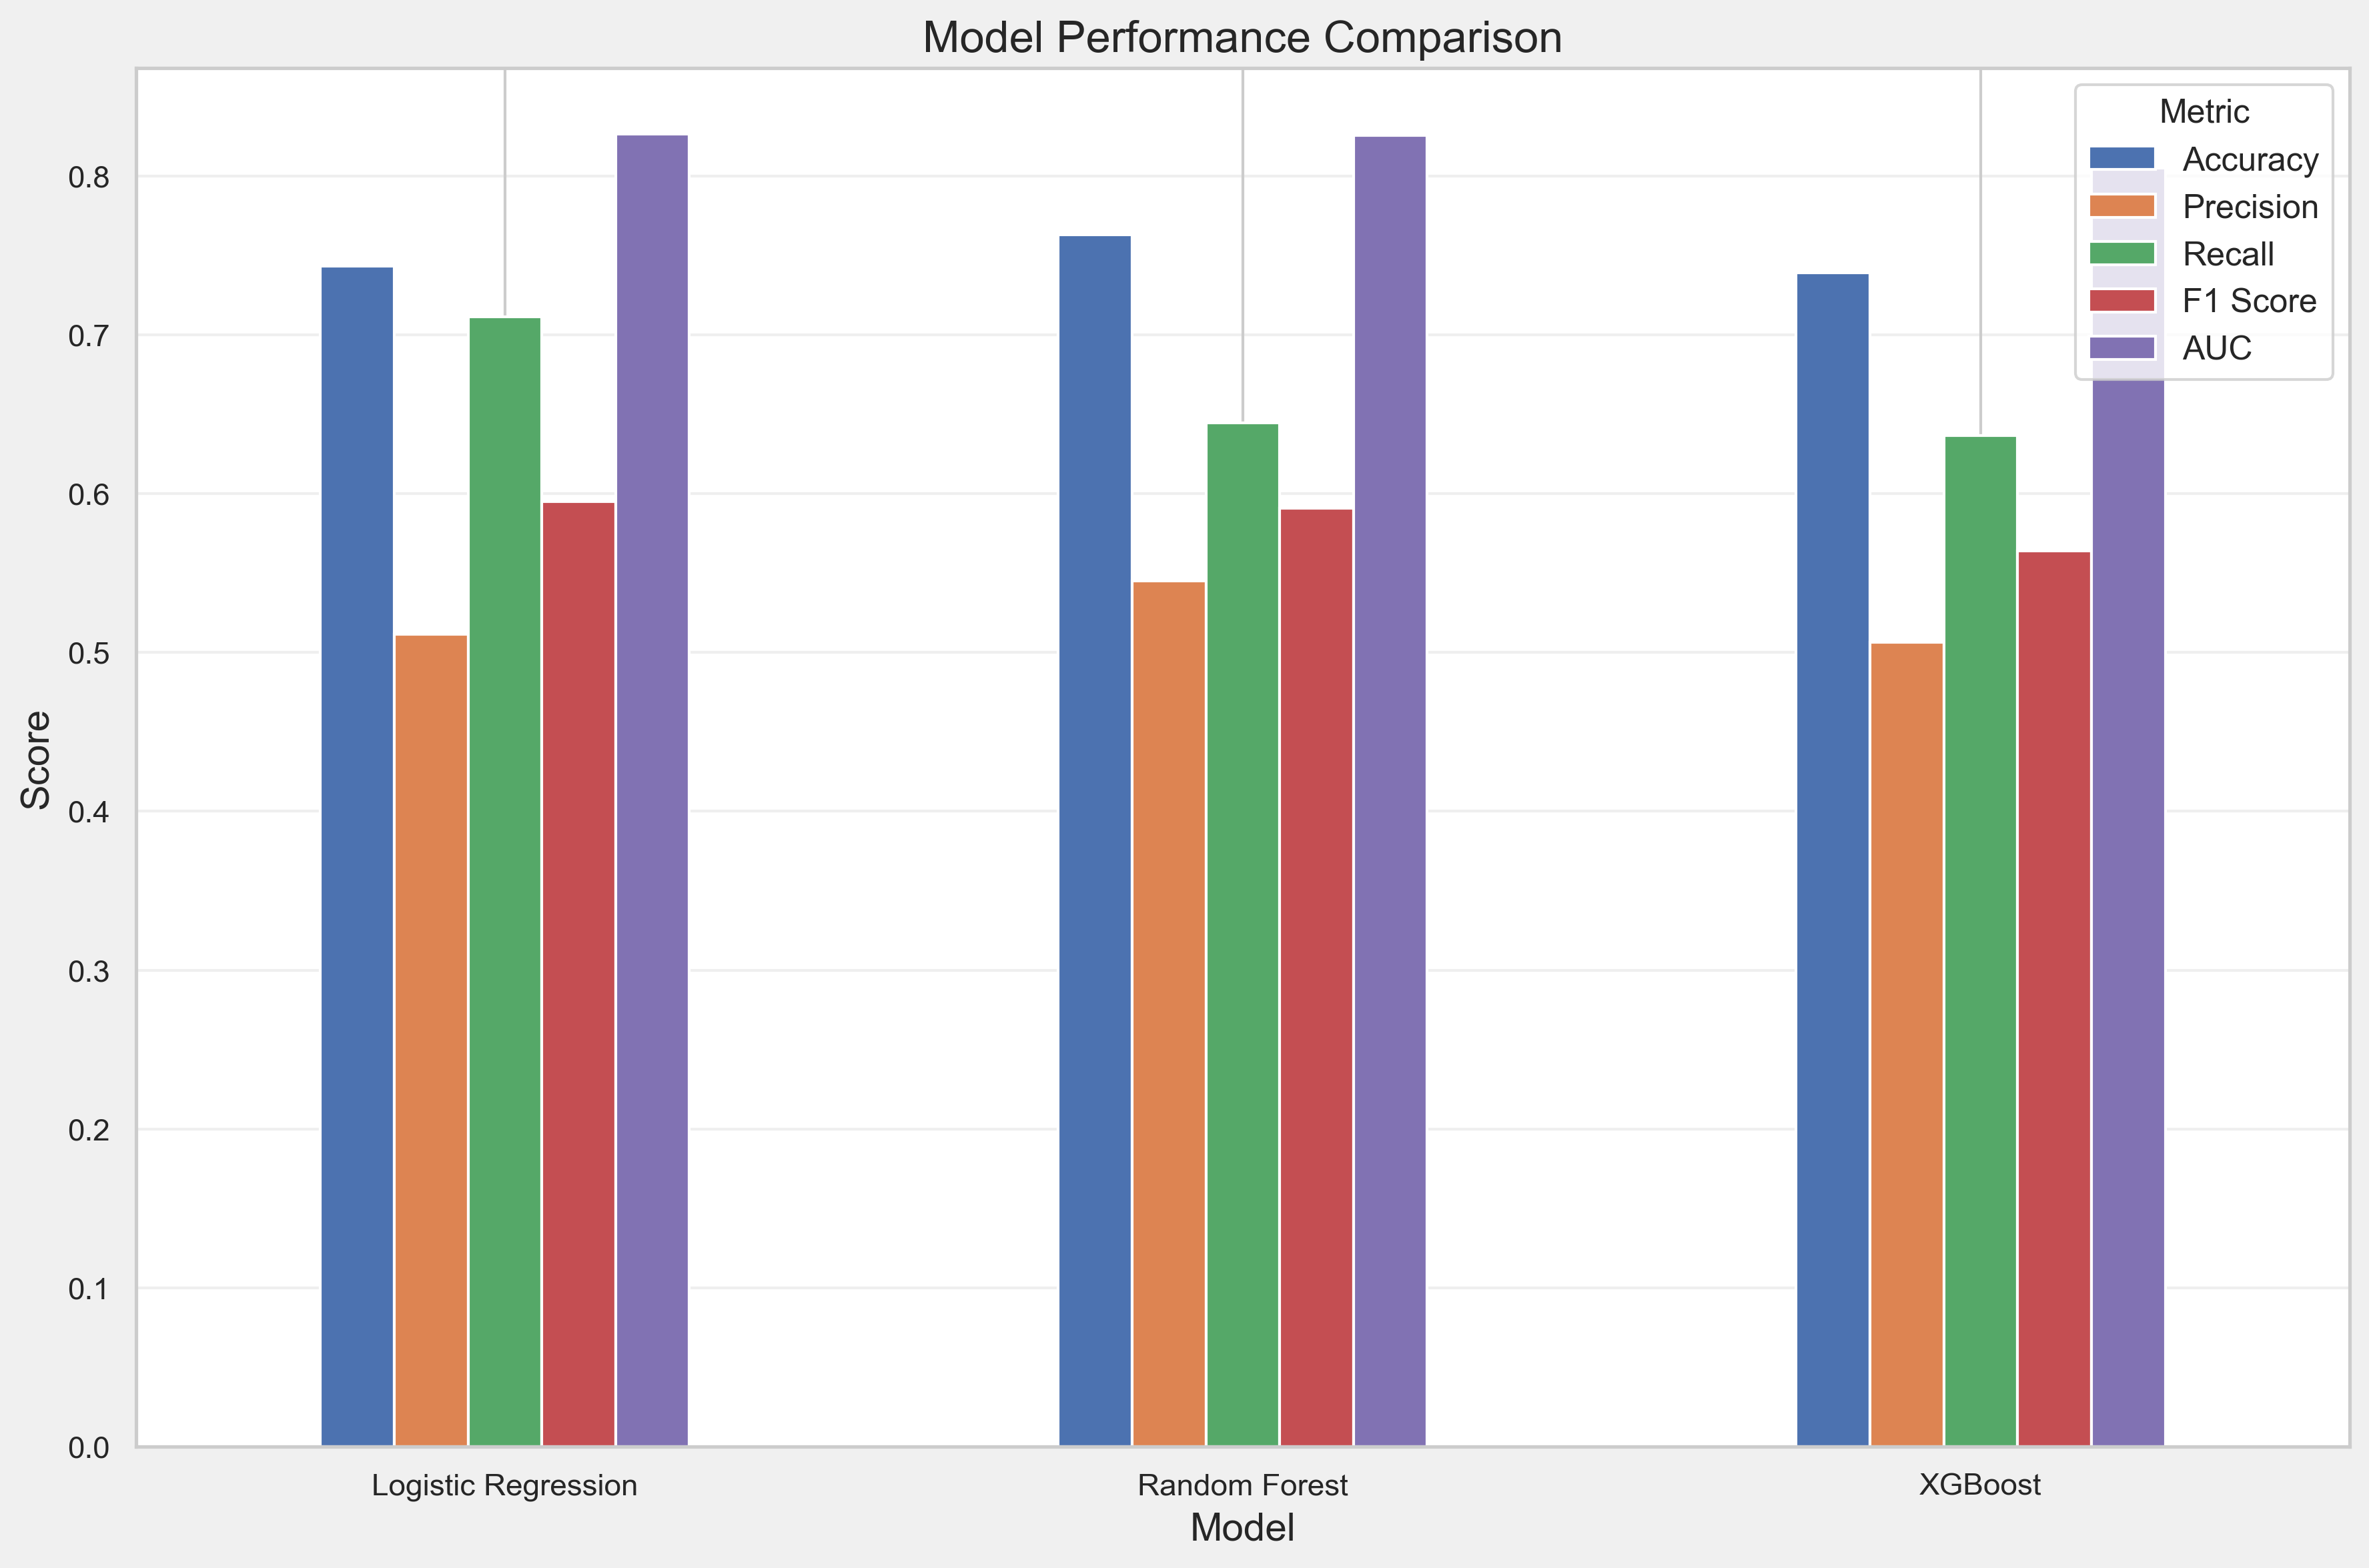 Model Performance Comparison
Metric
Accuracy
Precision
Recall
F1 Score
AUC
0.8
0.7
0.6
0.5
0.4
0.3
0.2
0.1
0.0
Score
Logistic Regression
Random Forest
XGBoost
Model